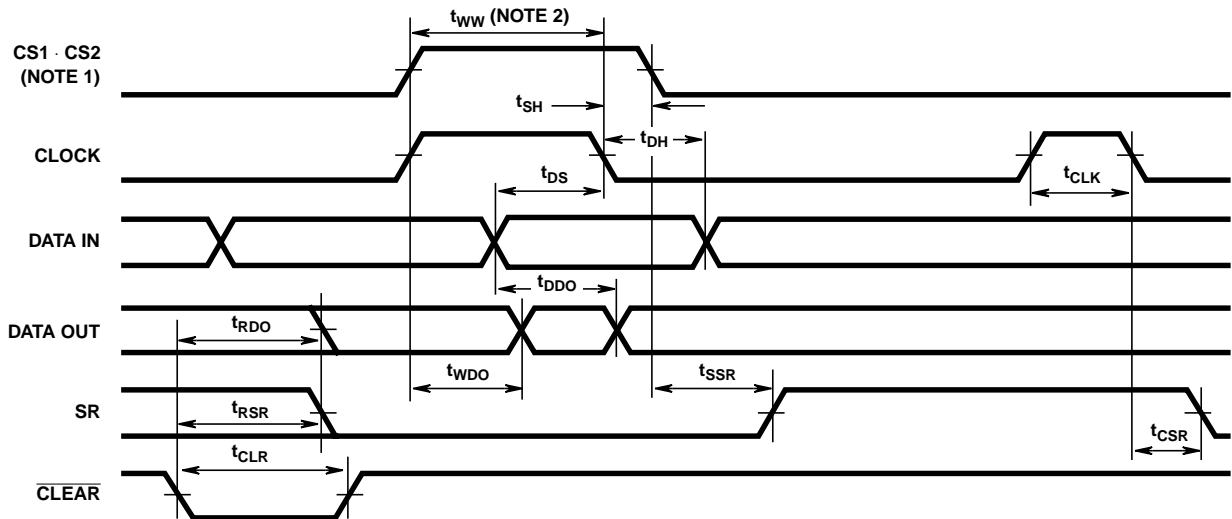 tWW (NOTE 2)
CS1 · CS2
(NOTE 1)
tSH
tDH
CLOCK
tDS
tCLK
DATA IN
tDDO
DATA OUT
tRDO
tWDO
tSSR
SR
tRSR
tCSR
tCLR
CLEAR